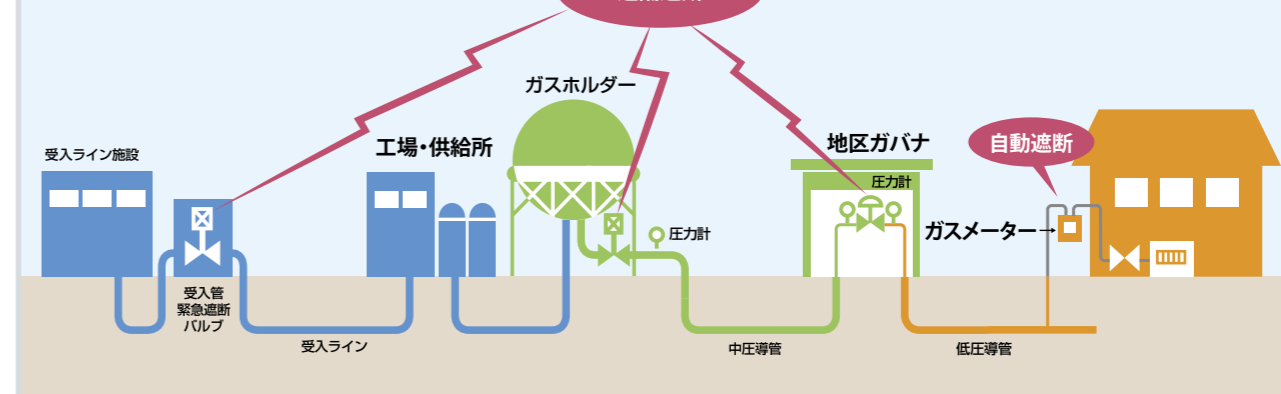 ガスホルダー
工場・供給所
受入ライン施設
地区ガバナ
自動遮断
圧力計
ガスメーター→
圧力計
受入管
緊急遮断
バルブ
受入ライン
中圧導管
低圧導管